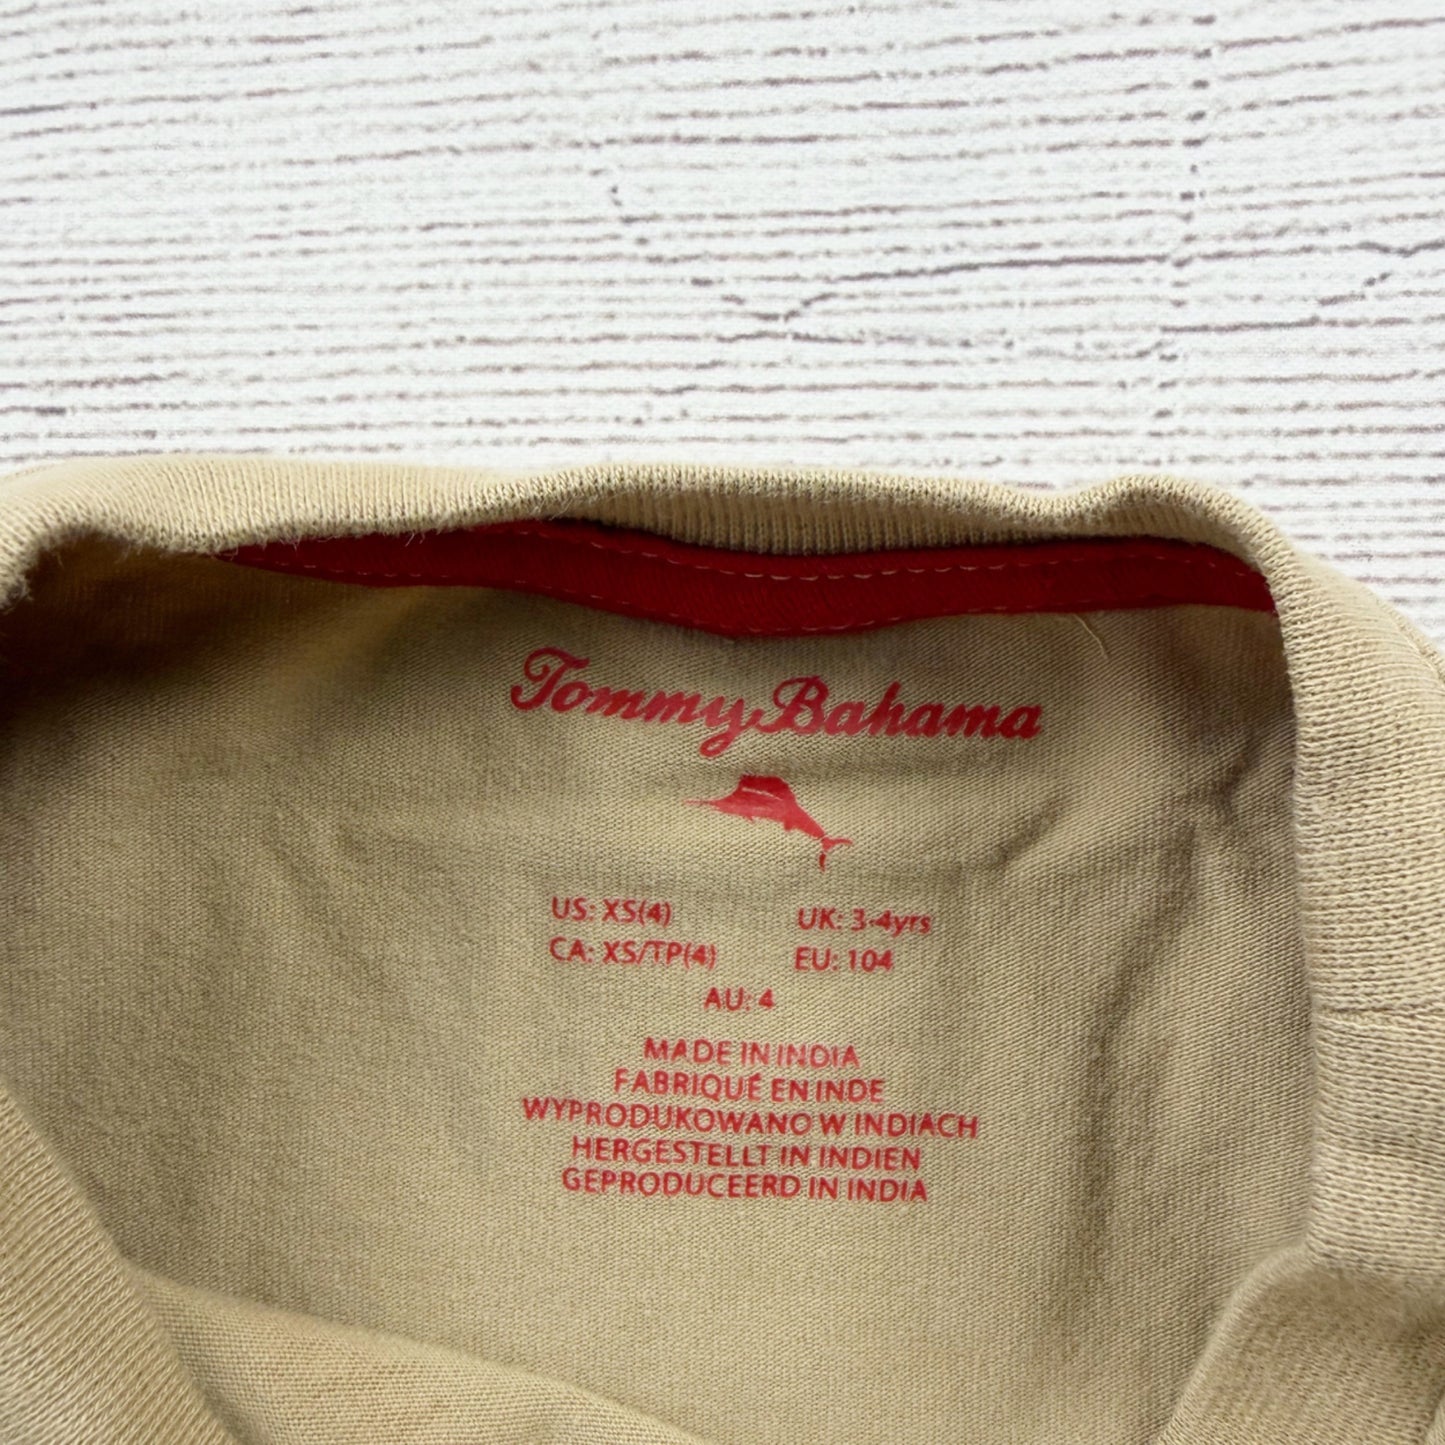 Tommy Bahama
US: XS(4) UK: 3-4yrs
CA: XS/TP(4) EU: 104
AU: 4
MADE IN INDIA
FABRIQUÉ EN INDE
WYPRODUKOWANO W INDIACH
HERGESTELLT IN INDIEN
GEPRODUCEERD IN INDIA